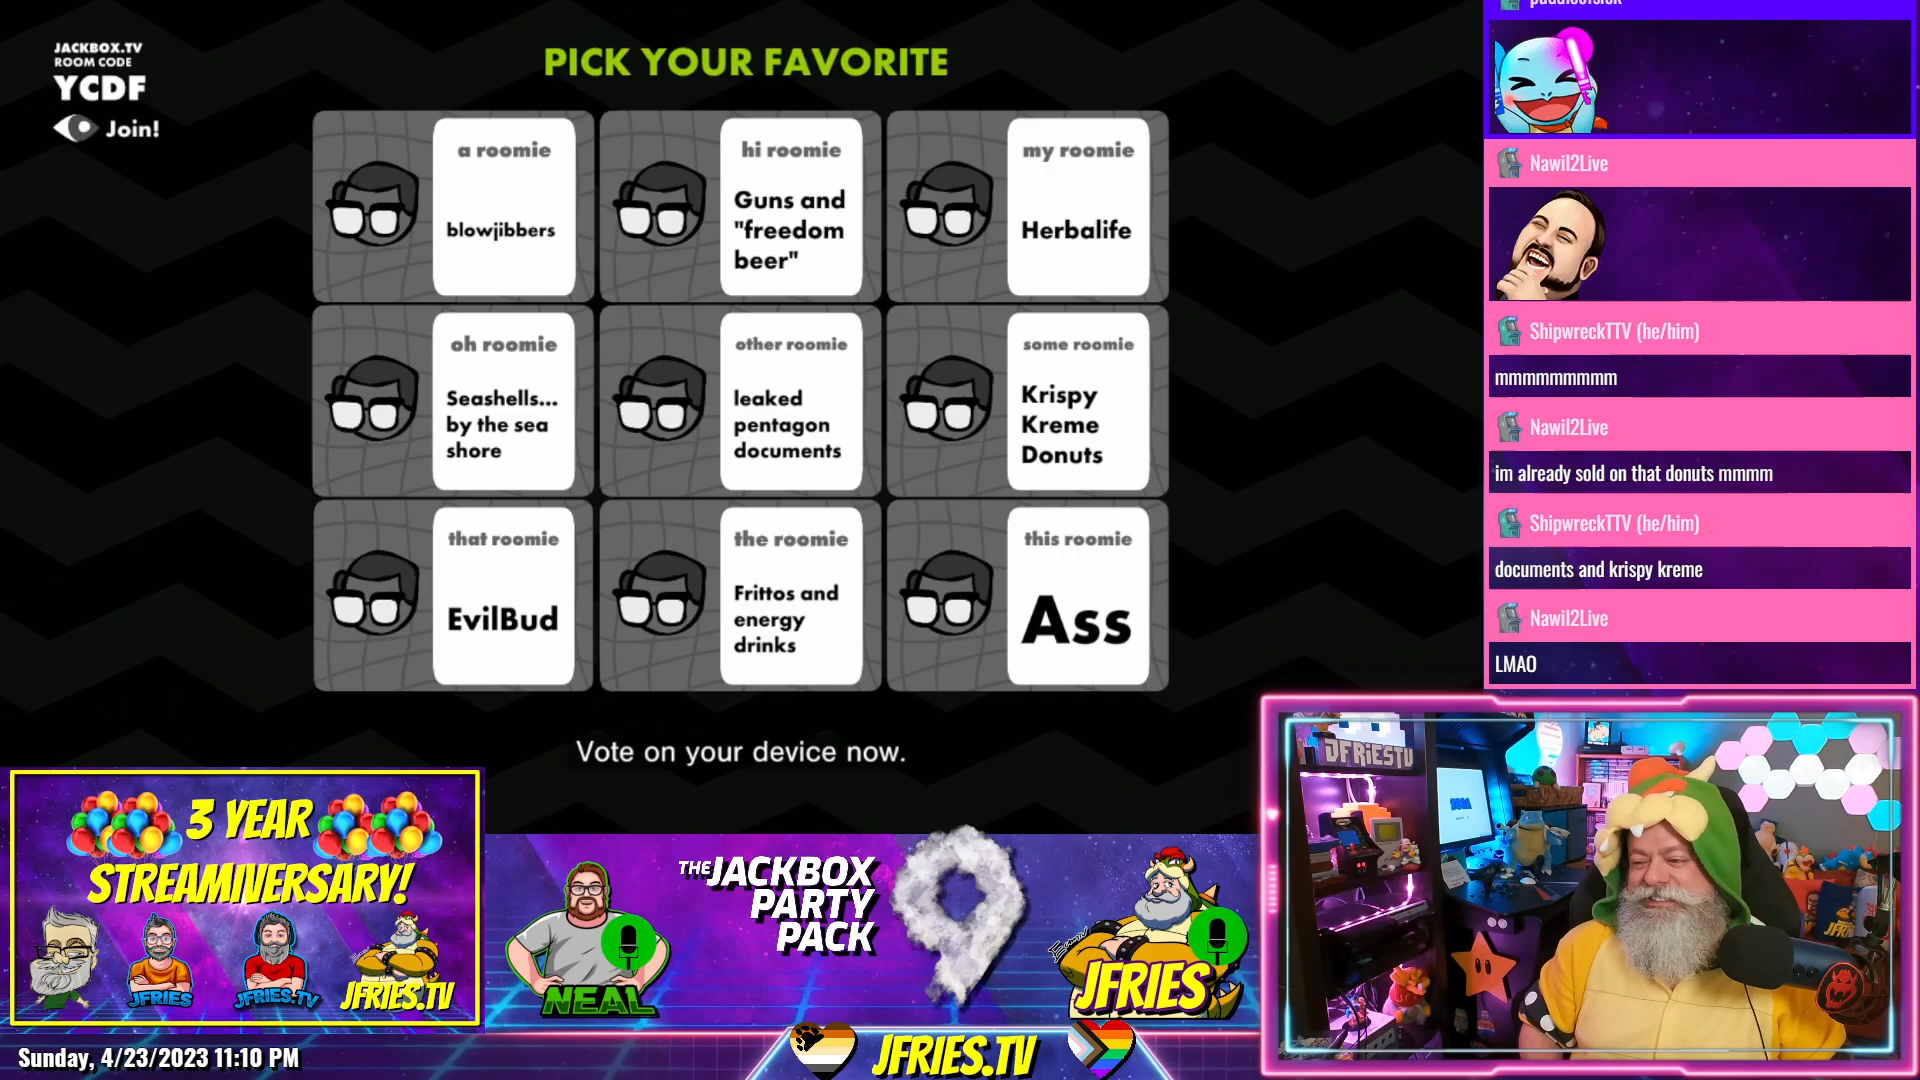 JACKBOX.TV
ROOM CODE
YCDF
Join!
PICK YOUR FAVORITE
a roomie
blowjibbers
hi roomie
Guns and
"freedom
beer"
my roomie
Herbalife
oh roomie
Seashells...
by the sea
shore
other roomie
leaked
pentagon
documents
some roomie
Krispy
Kreme
Donuts
that roomie
EvilBud
the roomie
Frittos and
energy
drinks
this roomie
Ass
Vote on your device now.
Nawil2Live
ShipwreckTTV (he/him)
mmmmmmmmm
Nawil2Live
im already sold on that donuts mmmm
ShipwreckTTV (he/him)
documents and krispy kreme
Nawil2Live
LMAO
3 YEAR
STREAMIVERSARY!
JFRIES
JFRIES.TV
JFRIES.TV
NEAL
THE JACKBOX
PARTY
PACK
9
JFRIES
JFRIES.TV
JFRIESTV
SEGA
Sunday, 4/23/2023 11:10 PM